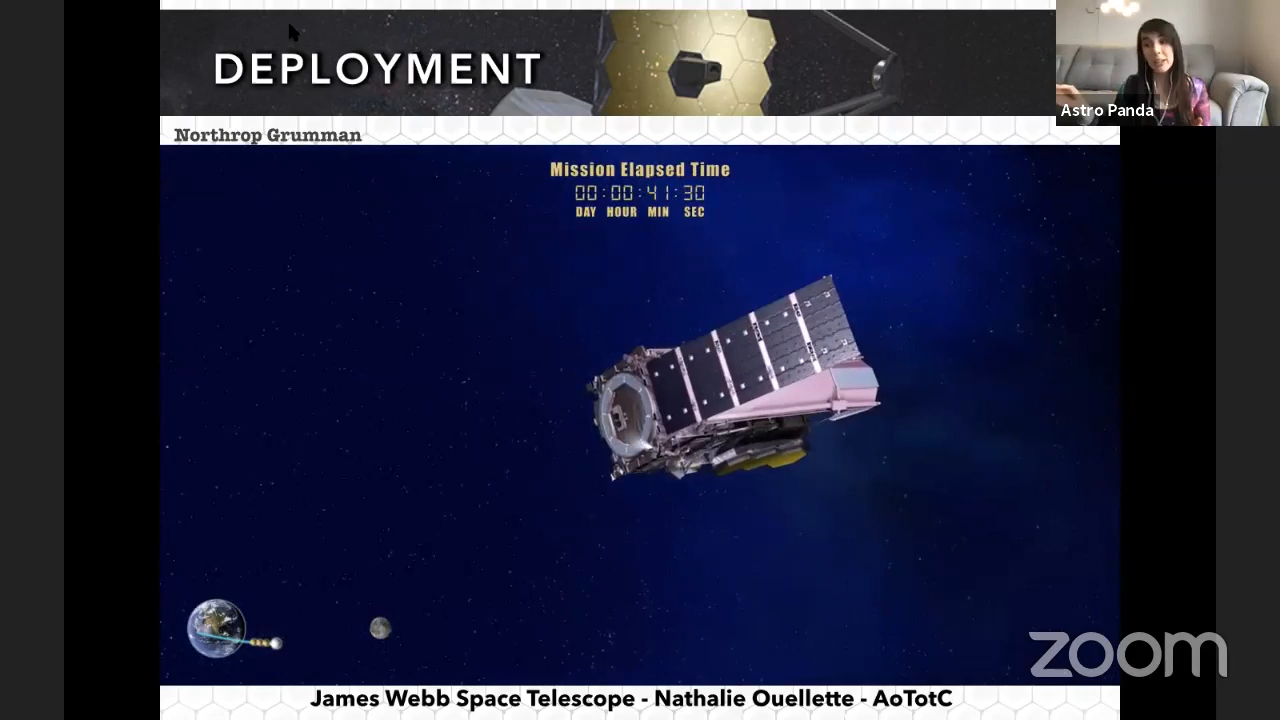 DEPLOYMENT
Astro Panda
Northrop Grumman
Mission Elapsed Time
00:00:41:30
DAY HOUR MIN SEC
zoom
James Webb Space Telescope - Nathalie Ouellette - AoTotC